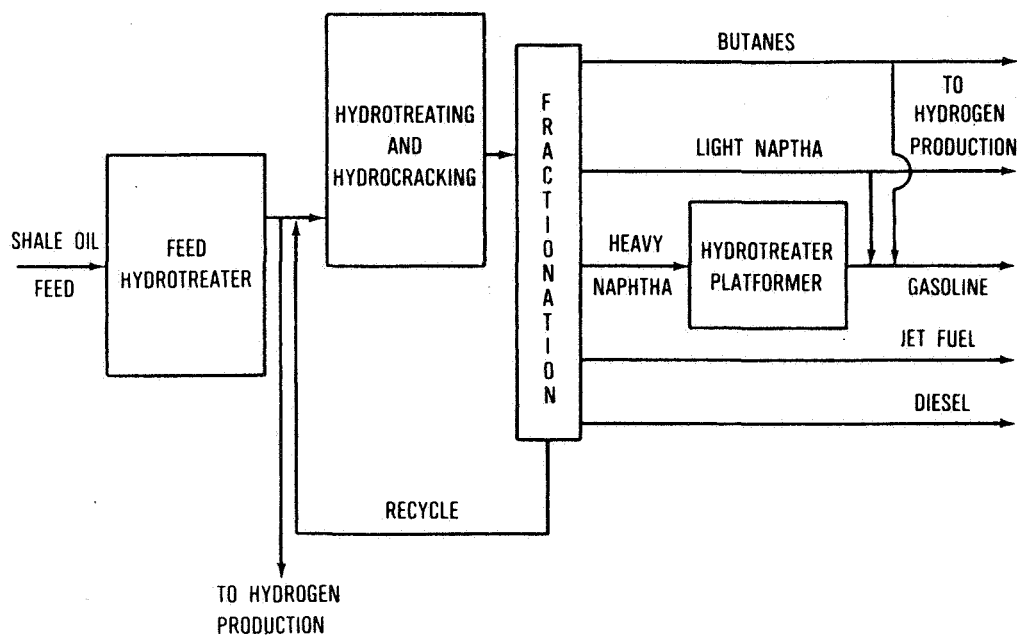 SHALE OIL
FEED
FEED
HYDROTREATER
HYDROTREATING
AND
HYDROCRACKING
FRACTIONATION
BUTANES
TO
HYDROGEN
PRODUCTION
LIGHT NAPTHA
HEAVY
NAPHTHA
HYDROTREATER
PLATFORMER
GASOLINE
JET FUEL
DIESEL
RECYCLE
TO HYDROGEN
PRODUCTION